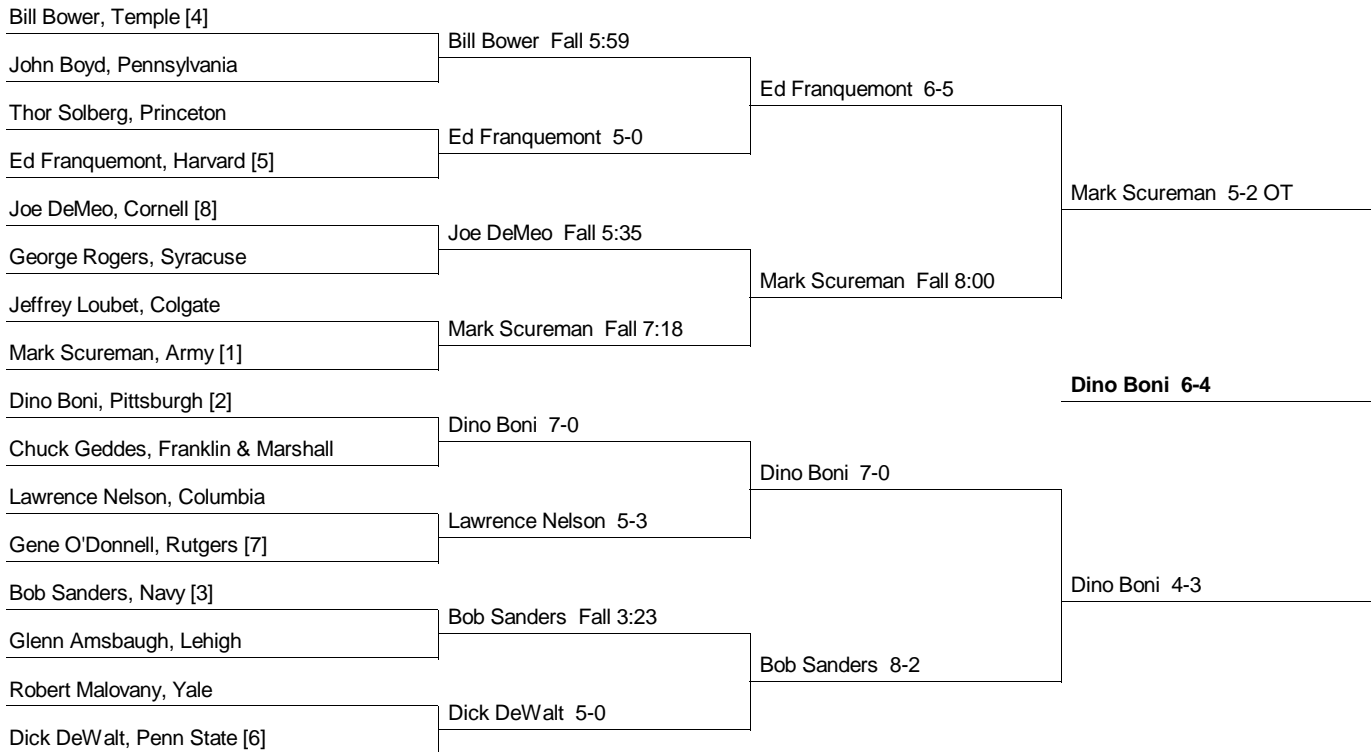 Bill Bower, Temple [4]
John Boyd, Pennsylvania
Thor Solberg, Princeton
Ed Franquemont, Harvard [5]
Joe DeMeo, Cornell [8]
George Rogers, Syracuse
Jeffrey Loubet, Colgate
Mark Scureman, Army [1]
Dino Boni, Pittsburgh [2]
Chuck Geddes, Franklin & Marshall
Lawrence Nelson, Columbia
Gene O'Donnell, Rutgers [7]
Bob Sanders, Navy [3]
Glenn Amsbaugh, Lehigh
Robert Malovany, Yale
Dick DeWalt, Penn State [6]
Bill Bower Fall 5:59
Ed Franquemont 5-0
Joe DeMeo Fall 5:35
Mark Scureman Fall 7:18
Dino Boni 7-0
Lawrence Nelson 5-3
Bob Sanders Fall 3:23
Dick DeWalt 5-0
Ed Franquemont 6-5
Mark Scureman Fall 8:00
Dino Boni 7-0
Bob Sanders 8-2
Mark Scureman 5-2 OT
Dino Boni 6-4
Dino Boni 4-3